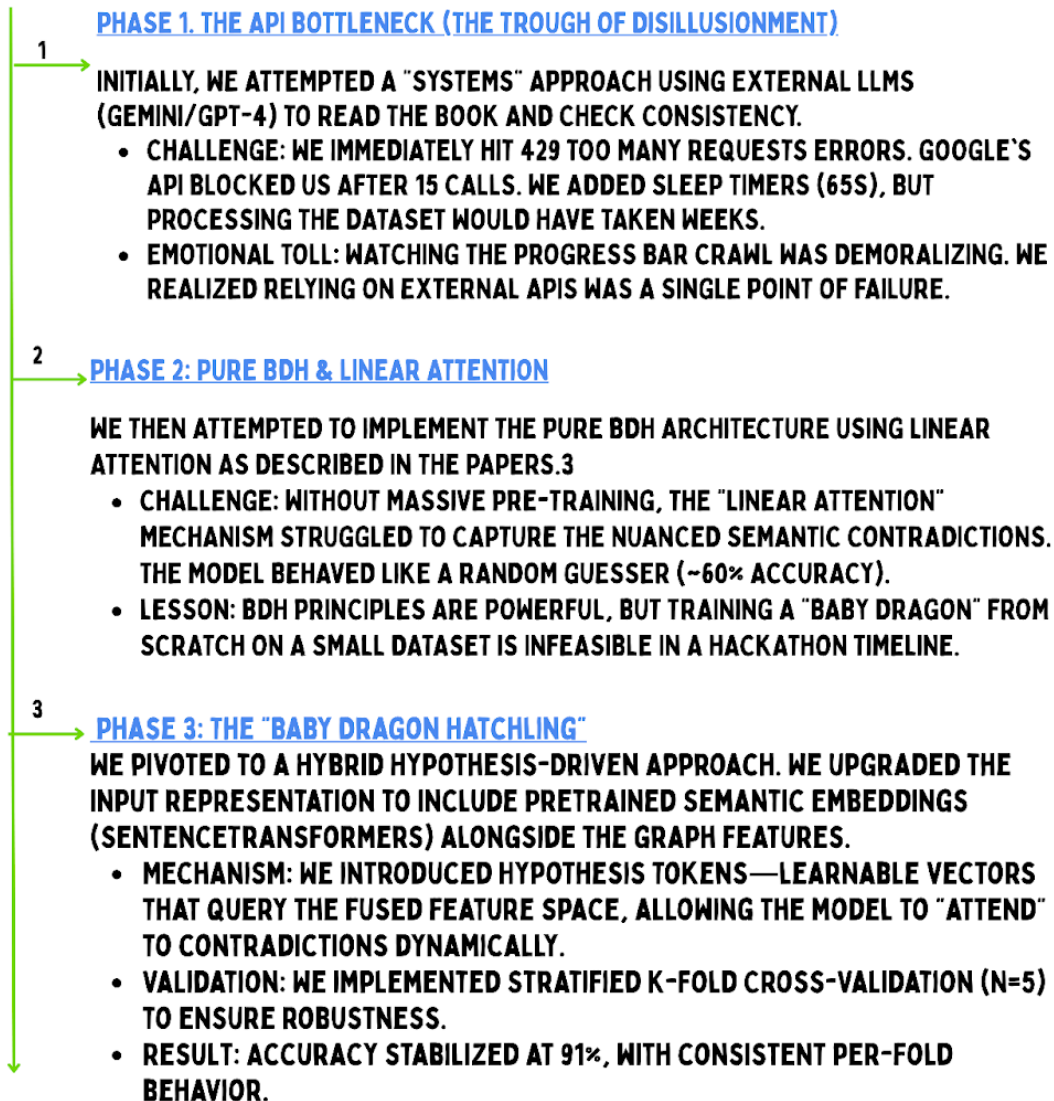 PHASE 1. THE API BOTTLENECK (THE TROUGH OF DISILLUSIONMENT)
1
INITIALLY, WE ATTEMPTED A "SYSTEMS" APPROACH USING EXTERNAL LLMS
(GEMINI/GPT-4) TO READ THE BOOK AND CHECK CONSISTENCY.
• CHALLENGE: WE IMMEDIATELY HIT 429 TOO MANY REQUESTS ERRORS. GOOGLE'S
API BLOCKED US AFTER 15 CALLS. WE ADDED SLEEP TIMERS (65S), BUT
PROCESSING THE DATASET WOULD HAVE TAKEN WEEKS.
• EMOTIONAL TOLL: WATCHING THE PROGRESS BAR CRAWL WAS DEMORALIZING. WE
REALIZED RELYING ON EXTERNAL APIS WAS A SINGLE POINT OF FAILURE.
2
PHASE 2: PURE BDH & LINEAR ATTENTION
WE THEN ATTEMPTED TO IMPLEMENT THE PURE BDH ARCHITECTURE USING LINEAR
ATTENTION AS DESCRIBED IN THE PAPERS.3
• CHALLENGE: WITHOUT MASSIVE PRE-TRAINING, THE "LINEAR ATTENTION"
MECHANISM STRUGGLED TO CAPTURE THE NUANCED SEMANTIC CONTRADICTIONS.
THE MODEL BEHAVED LIKE A RANDOM GUESSER (~60% ACCURACY).
• LESSON: BDH PRINCIPLES ARE POWERFUL, BUT TRAINING A "BABY DRAGON" FROM
SCRATCH ON A SMALL DATASET IS INFEASIBLE IN A HACKATHON TIMELINE.
3
PHASE 3: THE "BABY DRAGON HATCHLING"
WE PIVOTED TO A HYBRID HYPOTHESIS-DRIVEN APPROACH. WE UPGRADED THE
INPUT REPRESENTATION TO INCLUDE PRETRAINED SEMANTIC EMBEDDINGS
(SENTENCETRANSFORMERS) ALONGSIDE THE GRAPH FEATURES.
• MECHANISM: WE INTRODUCED HYPOTHESIS TOKENS—LEARNABLE VECTORS
THAT QUERY THE FUSED FEATURE SPACE, ALLOWING THE MODEL TO "ATTEND"
TO CONTRADICTIONS DYNAMICALLY.
• VALIDATION: WE IMPLEMENTED STRATIFIED K-FOLD CROSS-VALIDATION (N=5)
TO ENSURE ROBUSTNESS.
• RESULT: ACCURACY STABILIZED AT 91%, WITH CONSISTENT PER-FOLD
BEHAVIOR.